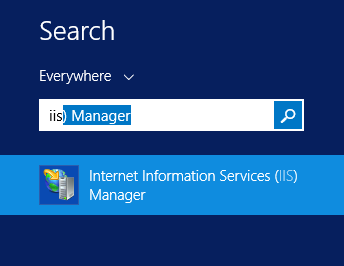 Search
Everywhere
iis) Manager
Internet Information Services (IIS)
Manager